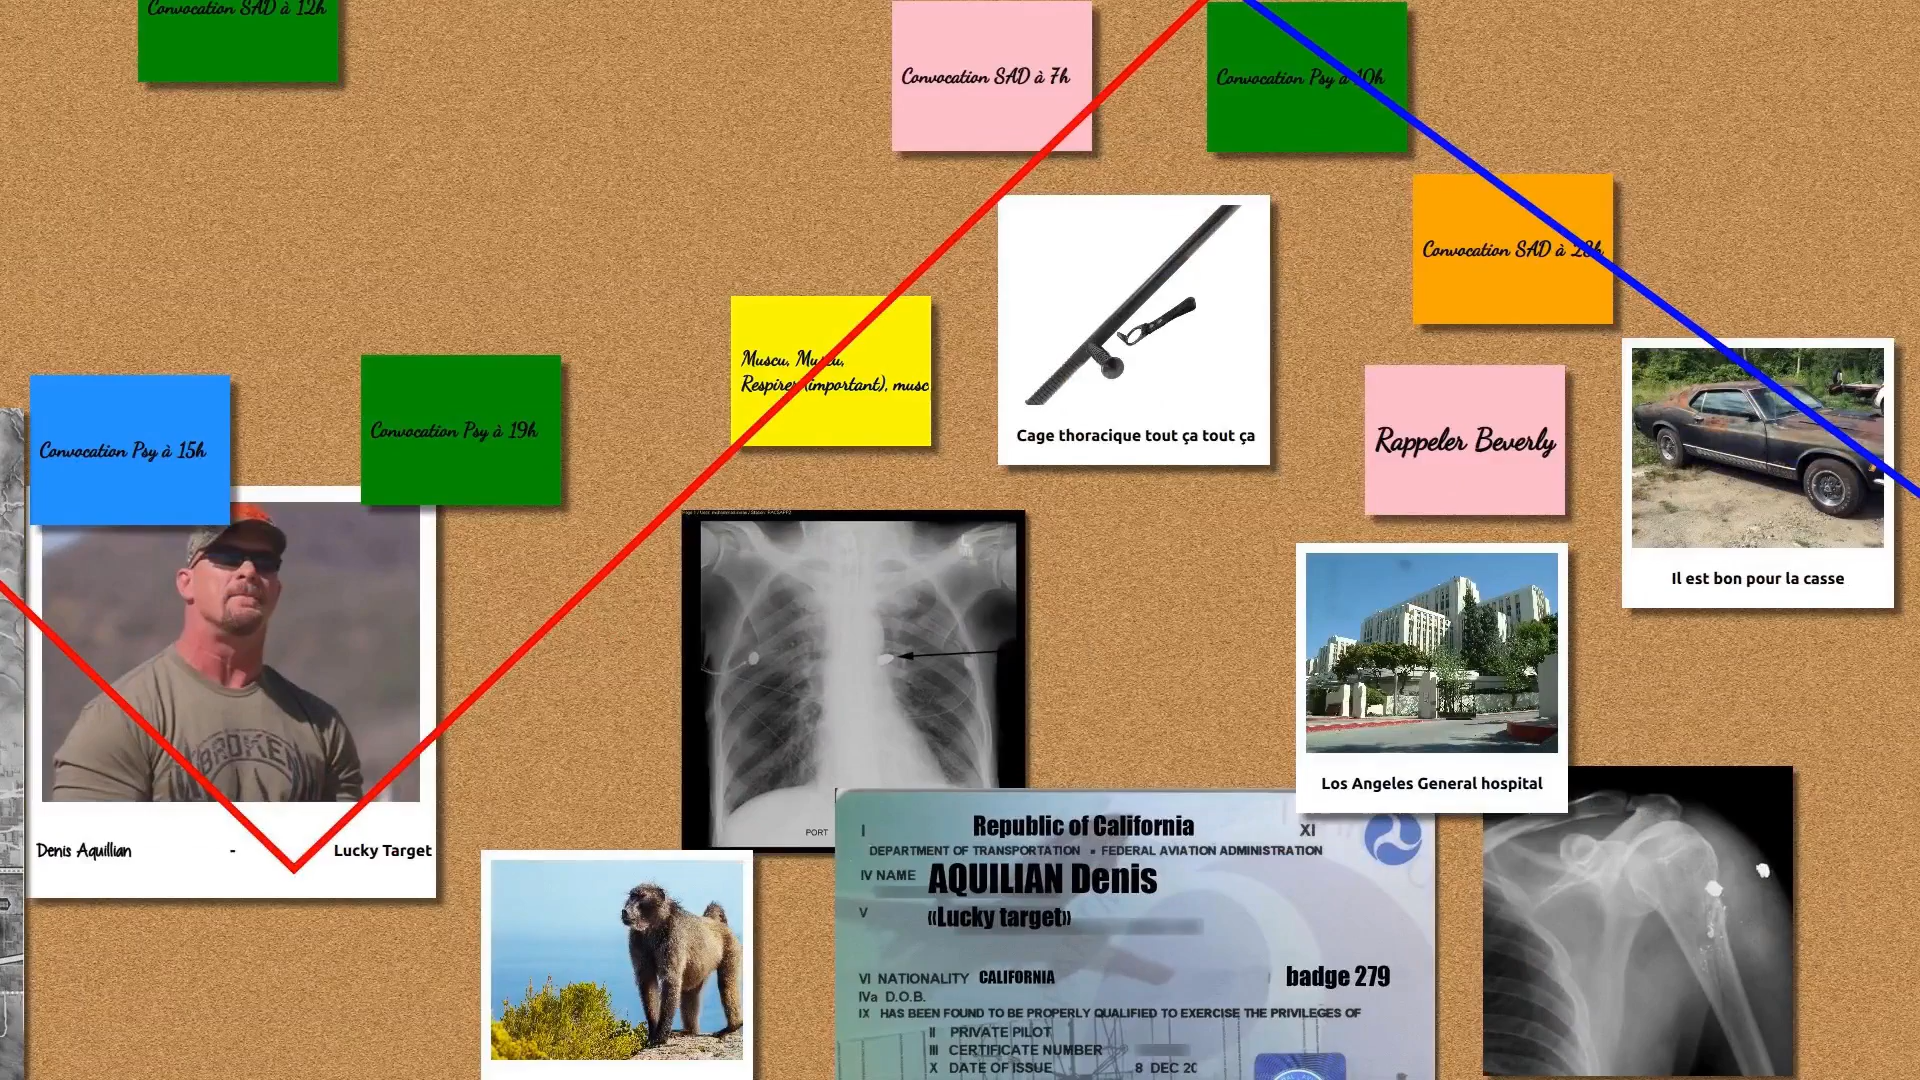 Convocation SAD à 12h
Convocation SAD à 7h
Convocation Psy à 10h
Convocation SAD à
Muscu, Muscu,
Respirer (important), musc
Cage thoracique tout ça tout ça
Rappeler Beverly
Il est bon pour la casse
Convocation Psy à 15h
Convocation Psy à 19h
BROKEN
Denis Aquillian - Lucky Target
PORT
Los Angeles General hospital
I Republic of California XI
DEPARTMENT OF TRANSPORTATION - FEDERAL AVIATION ADMINISTRATION
IV NAME AQUILIAN Denis
V «Lucky target»
VI NATIONALITY CALIFORNIA badge 279
IVa D.O.B.
IX HAS BEEN FOUND TO BE PROPERLY QUALIFIED TO EXERCISE THE PRIVILEGES OF
II PRIVATE PILOT
III CERTIFICATE NUMBER
X DATE OF ISSUE 8 DEC 20